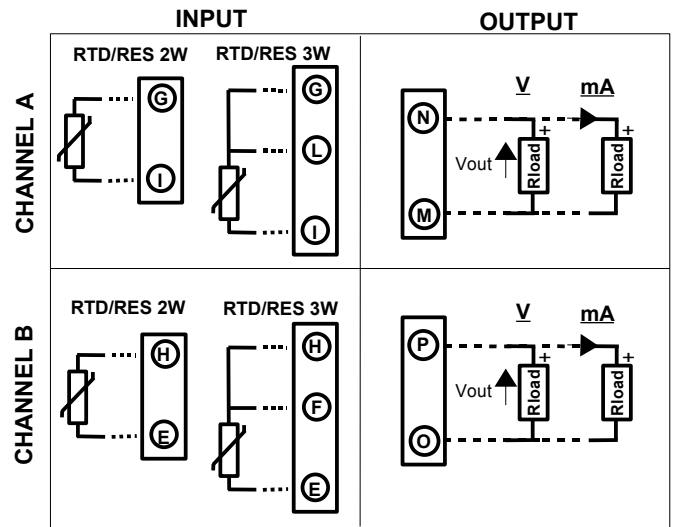 INPUT
OUTPUT
CHANNEL A
RTD/RES 2W
G
I
RTD/RES 3W
G
L
I
N
M
V
mA
Vout
+
Rload
+
Rload
CHANNEL B
RTD/RES 2W
H
E
RTD/RES 3W
H
F
E
P
O
V
mA
Vout
+
Rload
+
Rload